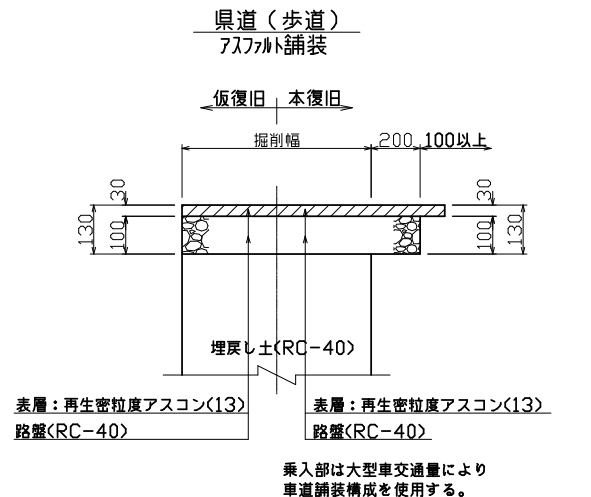 県道（歩道）
アスファルト舗装
仮復旧 本復旧
掘削幅 200 100以上
30 30
130 100 100 130
埋戻し土(RC-40)
表層：再生密粒度アスコン(13) 表層：再生密粒度アスコン(13)
路盤(RC-40) 路盤(RC-40)
乗入部は大型車交通量により
車道舗装構成を使用する。